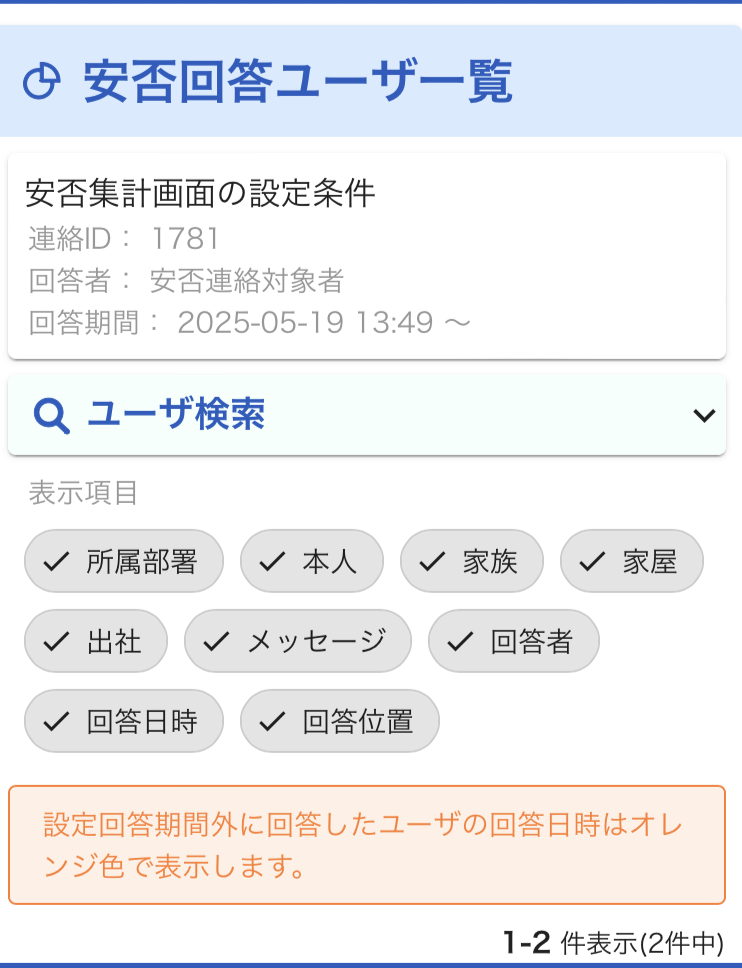 安否回答ユーザ一覧
安否集計画面の設定条件
連絡ID： 1781
回答者： 安否連絡対象者
回答期間： 2025-05-19 13:49 ～
ユーザ検索
表示項目
所属部署 本人 家族 家屋
出社 メッセージ 回答者
回答日時 回答位置
設定回答期間外に回答したユーザの回答日時はオレ
ンジ色で表示します。
1-2 件表示(2件中)